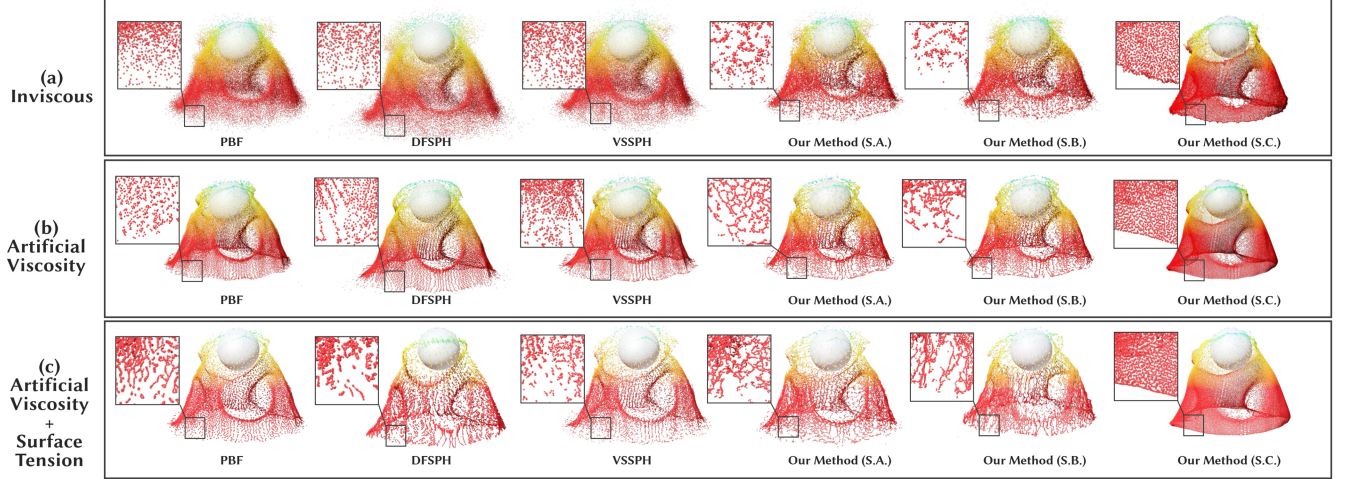 (a)
Inviscous
PBF
DFSPH
VSSPH
Our Method (S.A.)
Our Method (S.B.)
Our Method (S.C.)
(b)
Artificial
Viscosity
PBF
DFSPH
VSSPH
Our Method (S.A.)
Our Method (S.B.)
Our Method (S.C.)
(c)
Artificial
Viscosity
+
Surface
Tension
PBF
DFSPH
VSSPH
Our Method (S.A.)
Our Method (S.B.)
Our Method (S.C.)